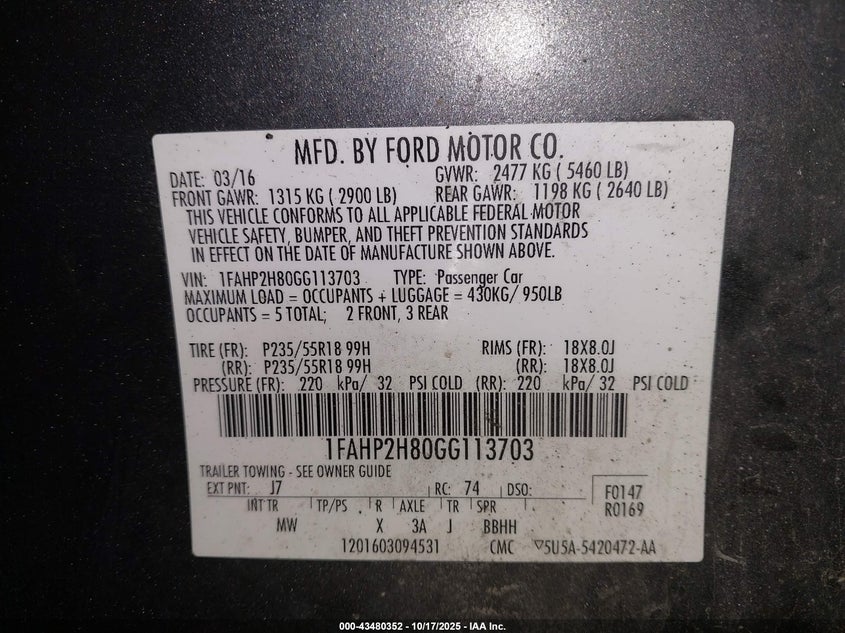 MFD. BY FORD MOTOR CO.
DATE: 03/16 GVWR: 2477 KG ( 5460 LB)
FRONT GAWR: 1315 KG ( 2900 LB) REAR GAWR: 1198 KG ( 2640 LB)
THIS VEHICLE CONFORMS TO ALL APPLICABLE FEDERAL MOTOR
VEHICLE SAFETY, BUMPER, AND THEFT PREVENTION STANDARDS
IN EFFECT ON THE DATE OF MANUFACTURE SHOWN ABOVE.
VIN: 1FAHP2H80GG113703 TYPE: Passenger Car
MAXIMUM LOAD = OCCUPANTS + LUGGAGE = 430KG/ 950LB
OCCUPANTS = 5 TOTAL; 2 FRONT, 3 REAR
TIRE (FR): P235/55R18 99H RIMS (FR): 18X8.0J
(RR): P235/55R18 99H (RR): 18X8.0J
PRESSURE (FR): 220 kPa/ 32 PSI COLD (RR): 220 kPa/ 32 PSI COLD
1FAHP2H80GG113703
TRAILER TOWING - SEE OWNER GUIDE
EXT PNT: J7 RC: 74 DSO: F0147
INT TR TP/PS R AXLE TR SPR R0169
MW X 3A J BBHH
1201603094531 CMC ▽5U5A-5420472-AA
000-43480352 - 10/17/2025 - IAA Inc.